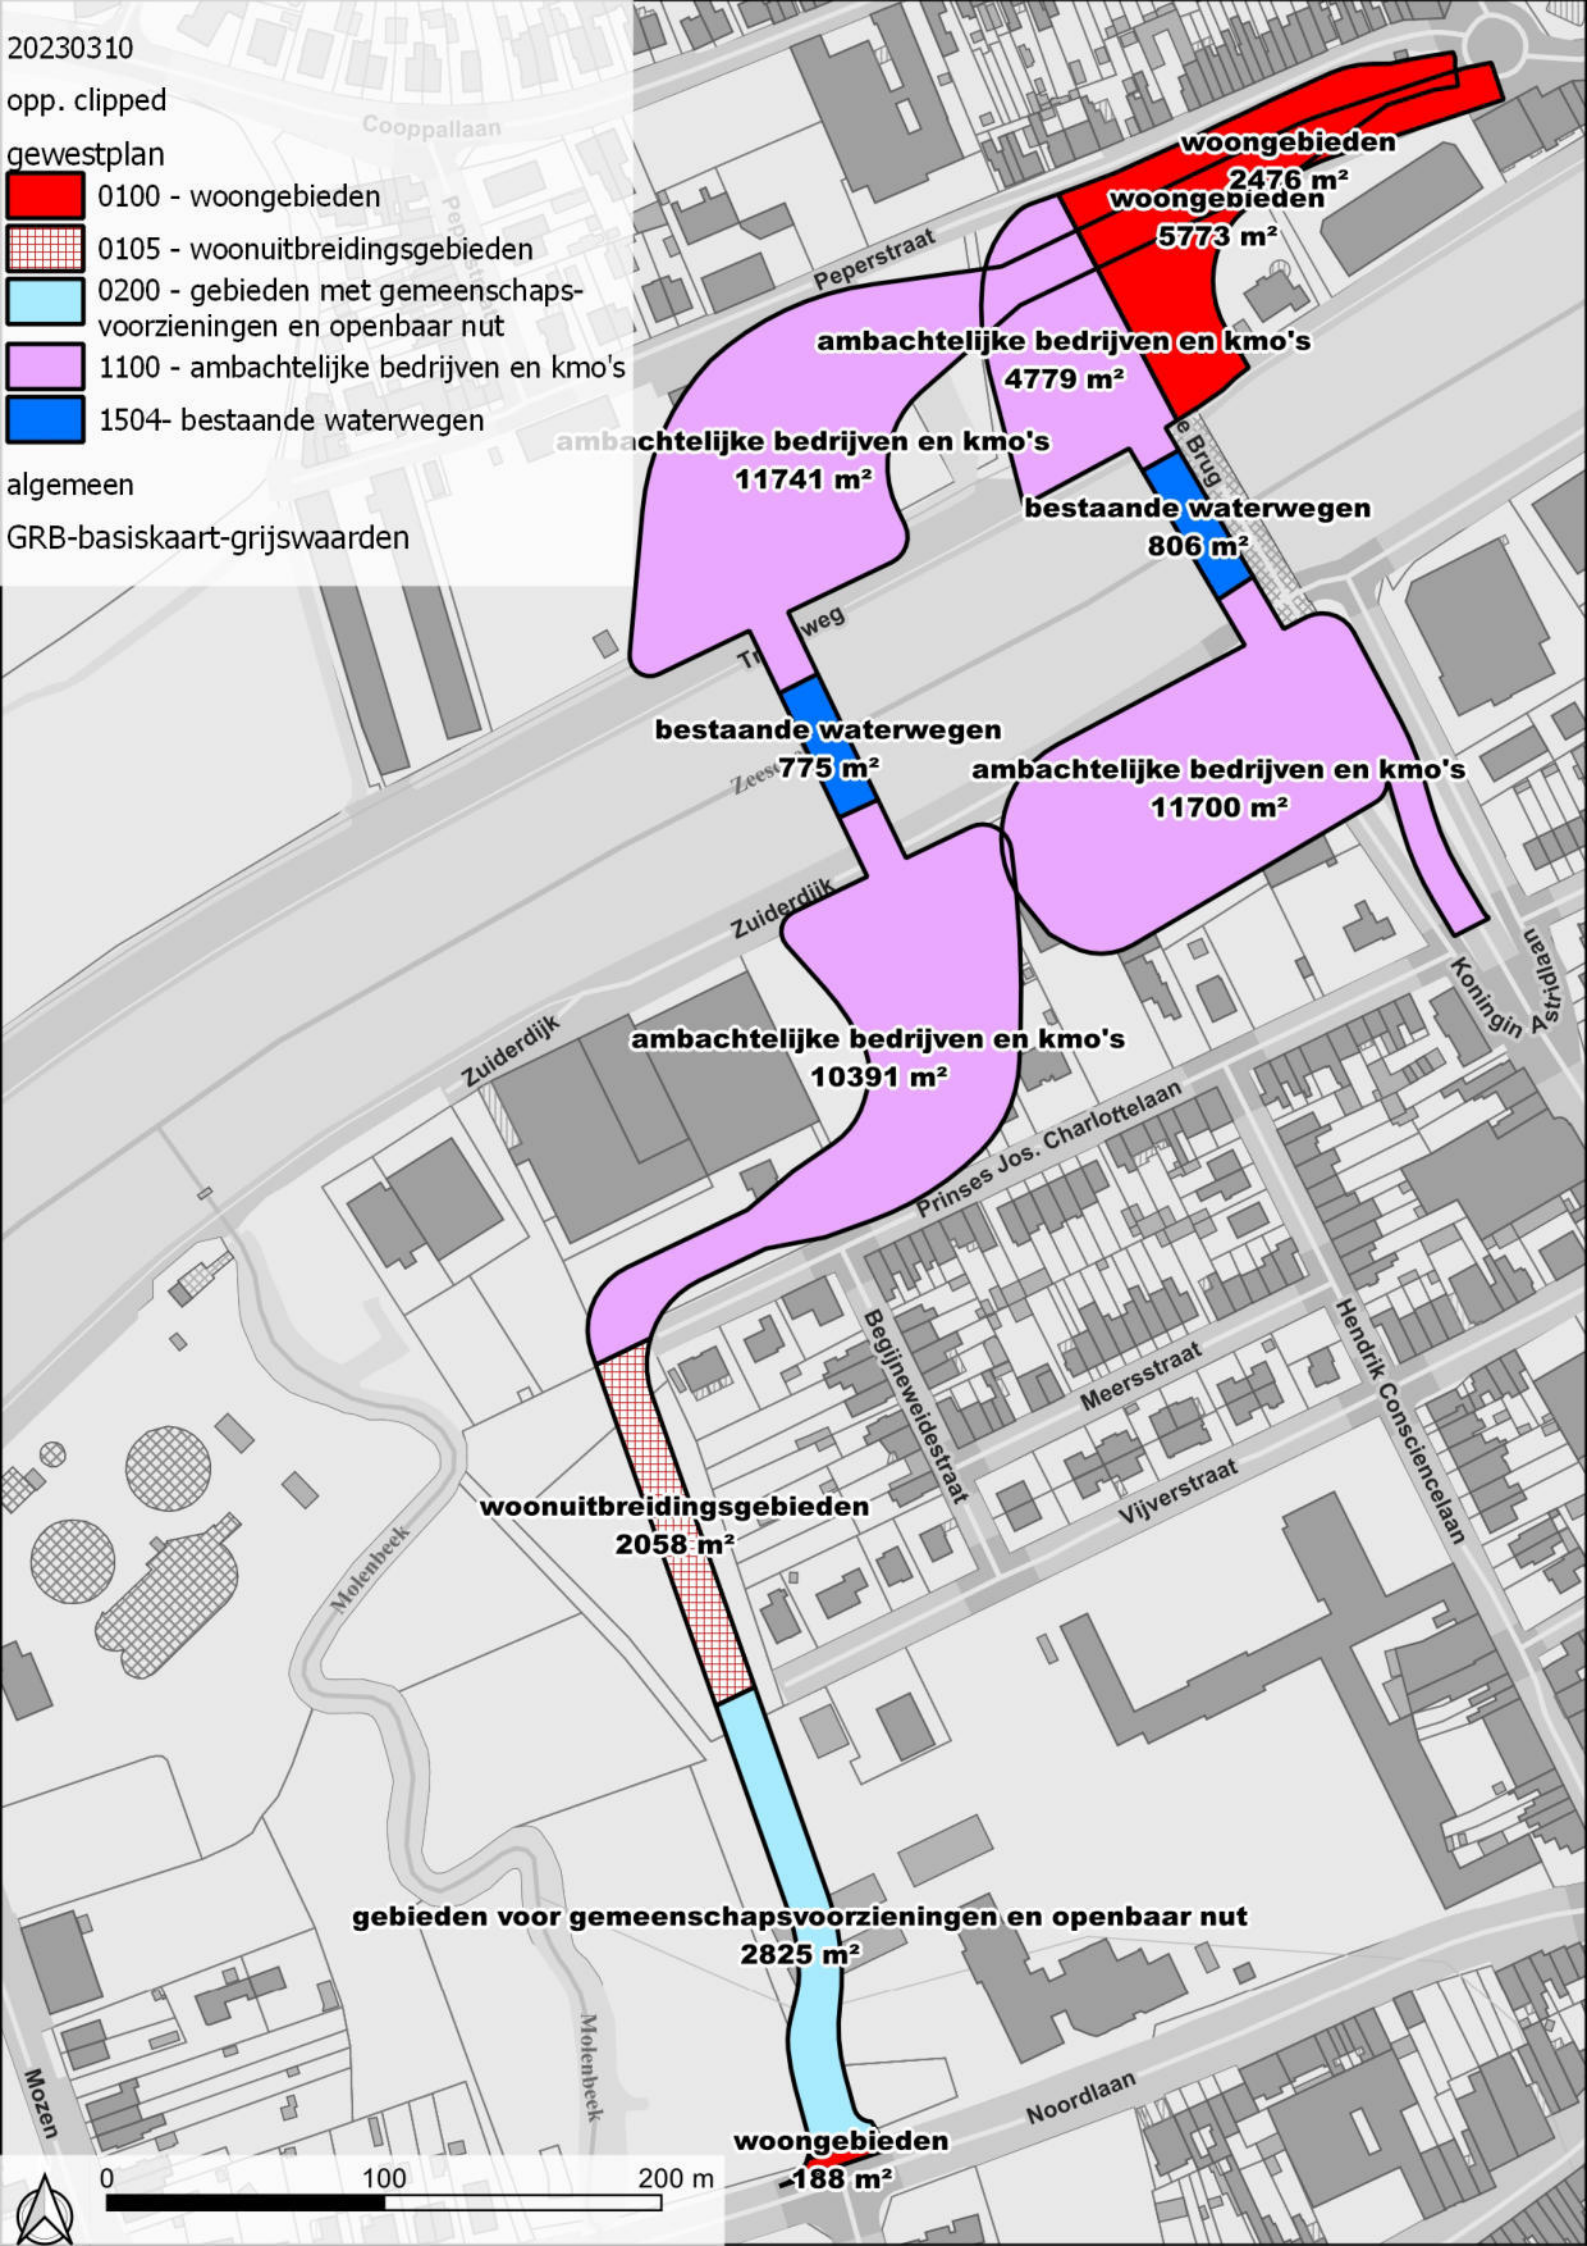 20230310
opp. clipped
gewestplan
0100 - woongebieden
0105 - woonuitbreidingsgebieden
0200 - gebieden met gemeenschaps-
voorzieningen en openbaar nut
1100 - ambachtelijke bedrijven en kmo's
1504- bestaande waterwegen
algemeen
GRB-basiskaart-grijswaarden
Cooppallaan
Peperstraat
woongebieden
2476 m²
woongebieden
5773 m²
ambachtelijke bedrijven en kmo's
4779 m²
ambachtelijke bedrijven en kmo's
11741 m²
e Brug
bestaande waterwegen
806 m²
Tr
weg
bestaande waterwegen
775 m²
Zeesc
ambachtelijke bedrijven en kmo's
11700 m²
Zuiderdijk
Zuiderdijk
Koningin Astridlaan
ambachtelijke bedrijven en kmo's
10391 m²
Prinses Jos. Charlottelaan
Begijneweidestraat
Meersstraat
Hendrik Consciencelaan
Vijverstraat
woonuitbreidingsgebieden
2058 m²
Molenbeek
gebieden voor gemeenschapsvoorzieningen en openbaar nut
2825 m²
Molenbeek
Mozen
Noordlaan
woongebieden
188 m²
0 100 200 m